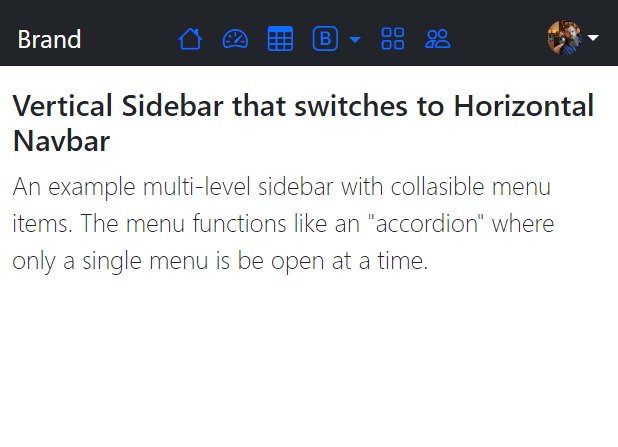 Brand
B
Vertical Sidebar that switches to Horizontal
Navbar
An example multi-level sidebar with collasible menu
items. The menu functions like an "accordion" where
only a single menu is be open at a time.